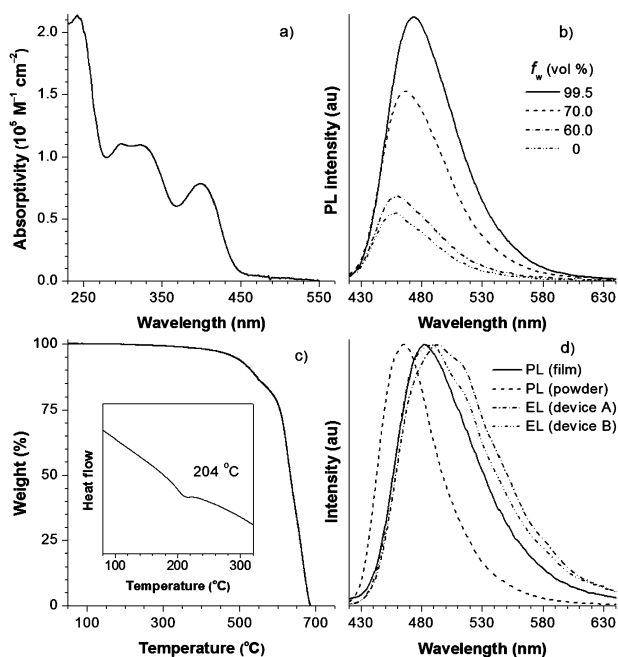 a)
2.0
1.5
1.0
0.5
0.0
Absorptivity (10⁵ M⁻¹ cm⁻²)
250 350 450 550
Wavelength (nm)
b)
f_w (vol %)
99.5
70.0
60.0
0
PL intensity (au)
430 480 530 580 630
Wavelength (nm)
c)
100
75
50
25
0
Weight (%)
204 °C
Heat flow
100 200 300
Temperature (°C)
50 300 500 700
Temperature (°C)
d)
PL (film)
PL (powder)
EL (device A)
EL (device B)
Intensity (au)
430 480 530 580 630
Wavelength (nm)